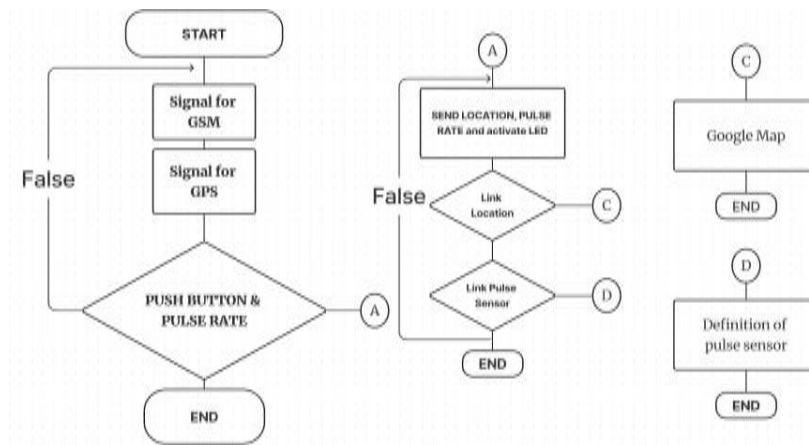 START
Signal for
GSM
Signal for
GPS
False
PUSH BUTTON &
PULSE RATE
A
END
A
SEND LOCATION, PULSE
RATE and activate LED
False
Link
Location
C
Link Pulse
Sensor
D
END
C
Google Map
END
D
Definition of
pulse sensor
END